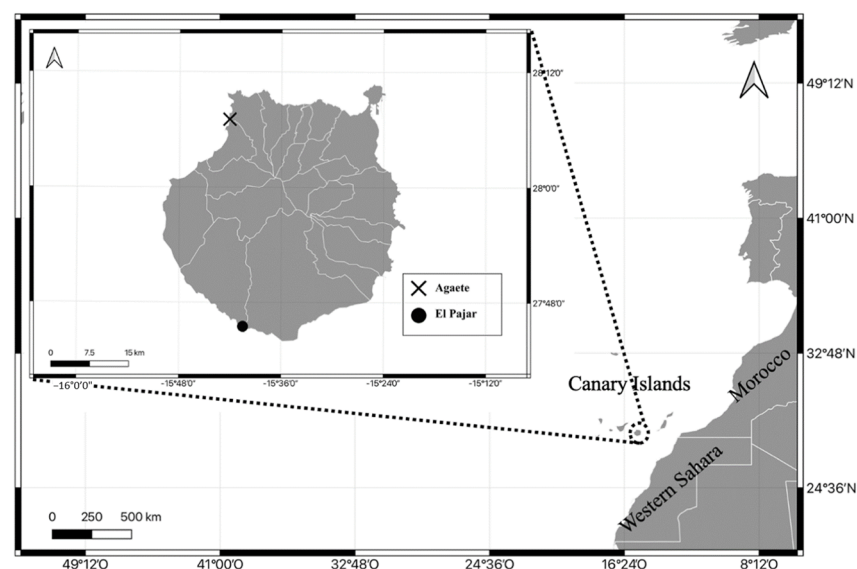 28°12'0"
28°0'0"
27°48'0"
Agaete
El Pajar
0 7.5 15 km
-16°0'0" -15°48'0" -15°36'0" -15°24'0" -15°12'0"
49°12'N
41°00'N
32°48'N
24°36'N
Canary Islands
Morocco
Western Sahara
0 250 500 km
49°12'O 41°00'O 32°48'O 24°36'O 16°24'O 8°12'O